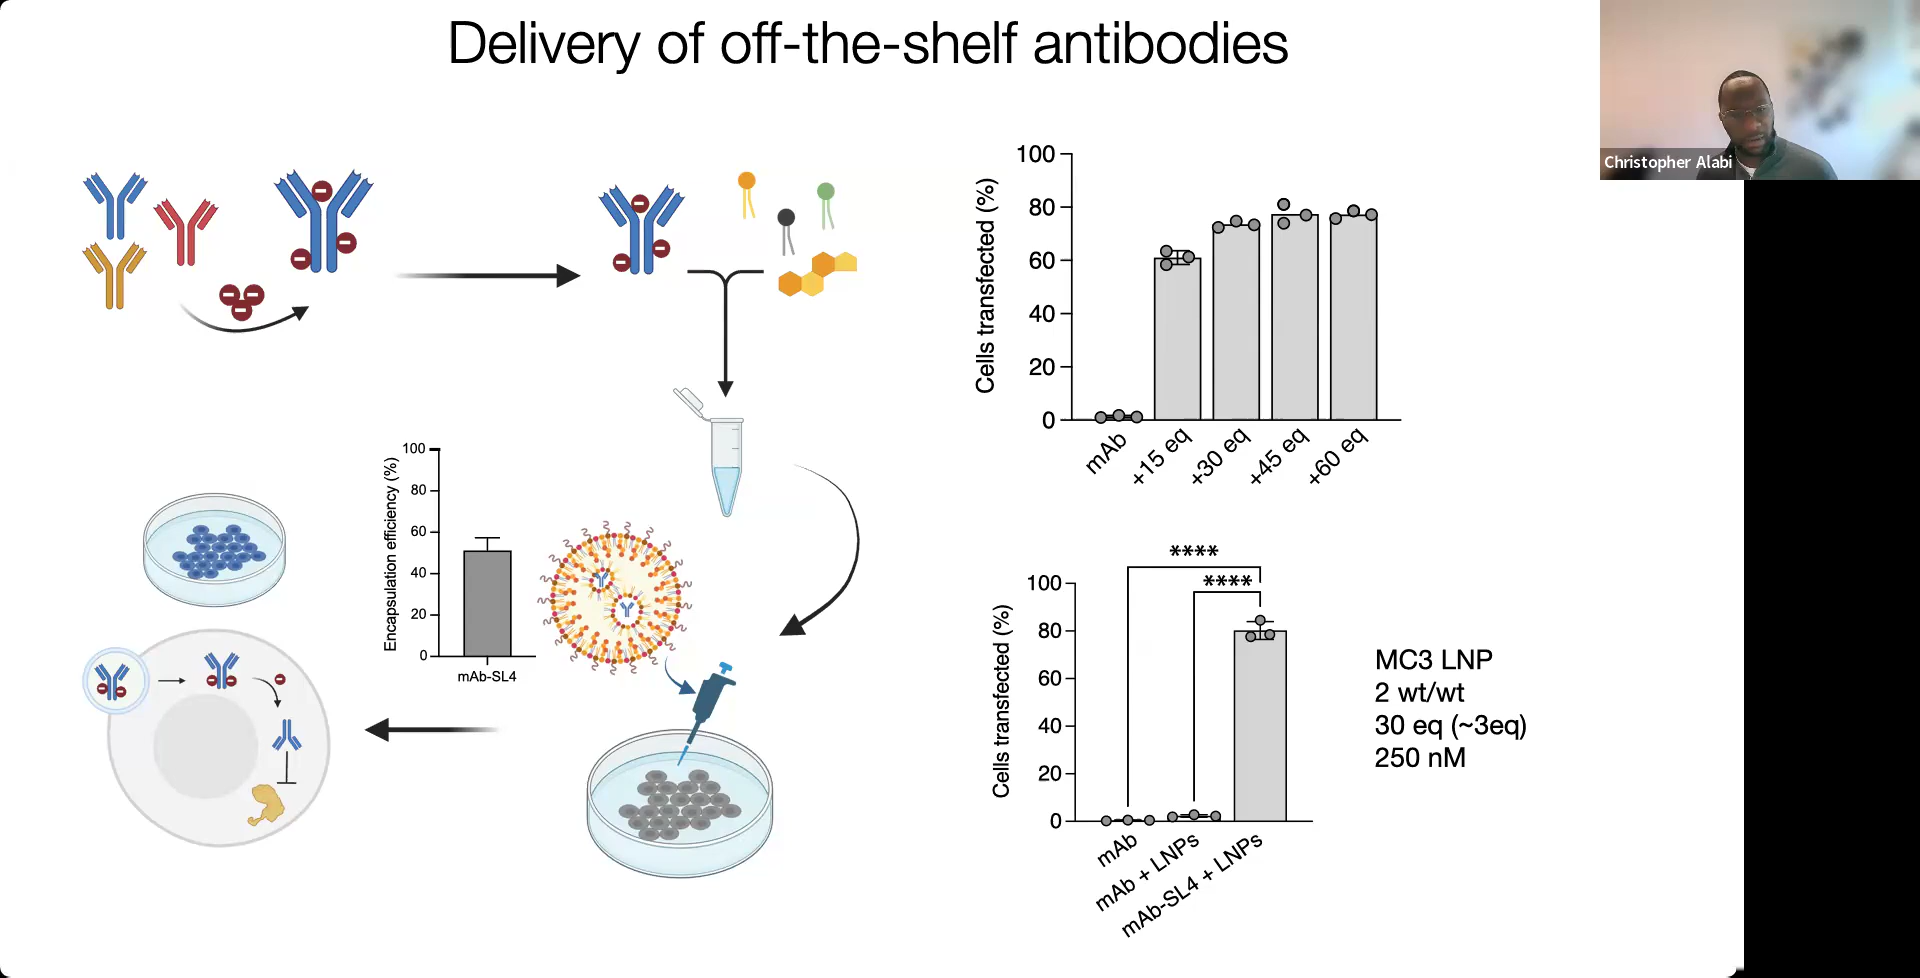 Delivery of off-the-shelf antibodies
Christopher Alabi
Cells transfected (%)
100
80
60
40
20
0
mAb
+15 eq
+30 eq
+45 eq
+60 eq
Encapsulation efficiency (%)
100
80
60
40
20
0
mAb-SL4
****
****
Cells transfected (%)
100
80
60
40
20
0
mAb
mAb + LNPs
mAb-SL4 + LNPs
MC3 LNP
2 wt/wt
30 eq (~3eq)
250 nM